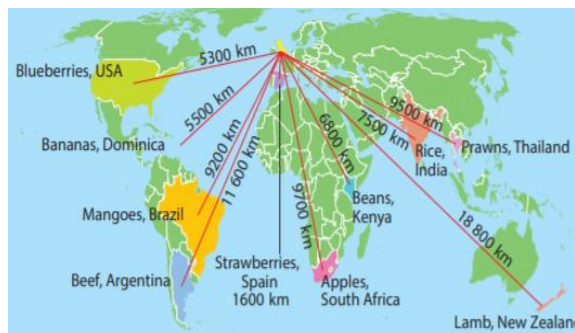 5300 km
Blueberries, USA
5500 km
9500 km
7500 km
6800 km
Bananas, Dominica
9200 km
11 600 km
Rice,
India
Prawns, Thailand
9700 km
Beans,
Kenya
Mangoes, Brazil
18 800 km
Strawberries,
Spain
1600 km
Beef, Argentina
Apples,
South Africa
Lamb, New Zealand